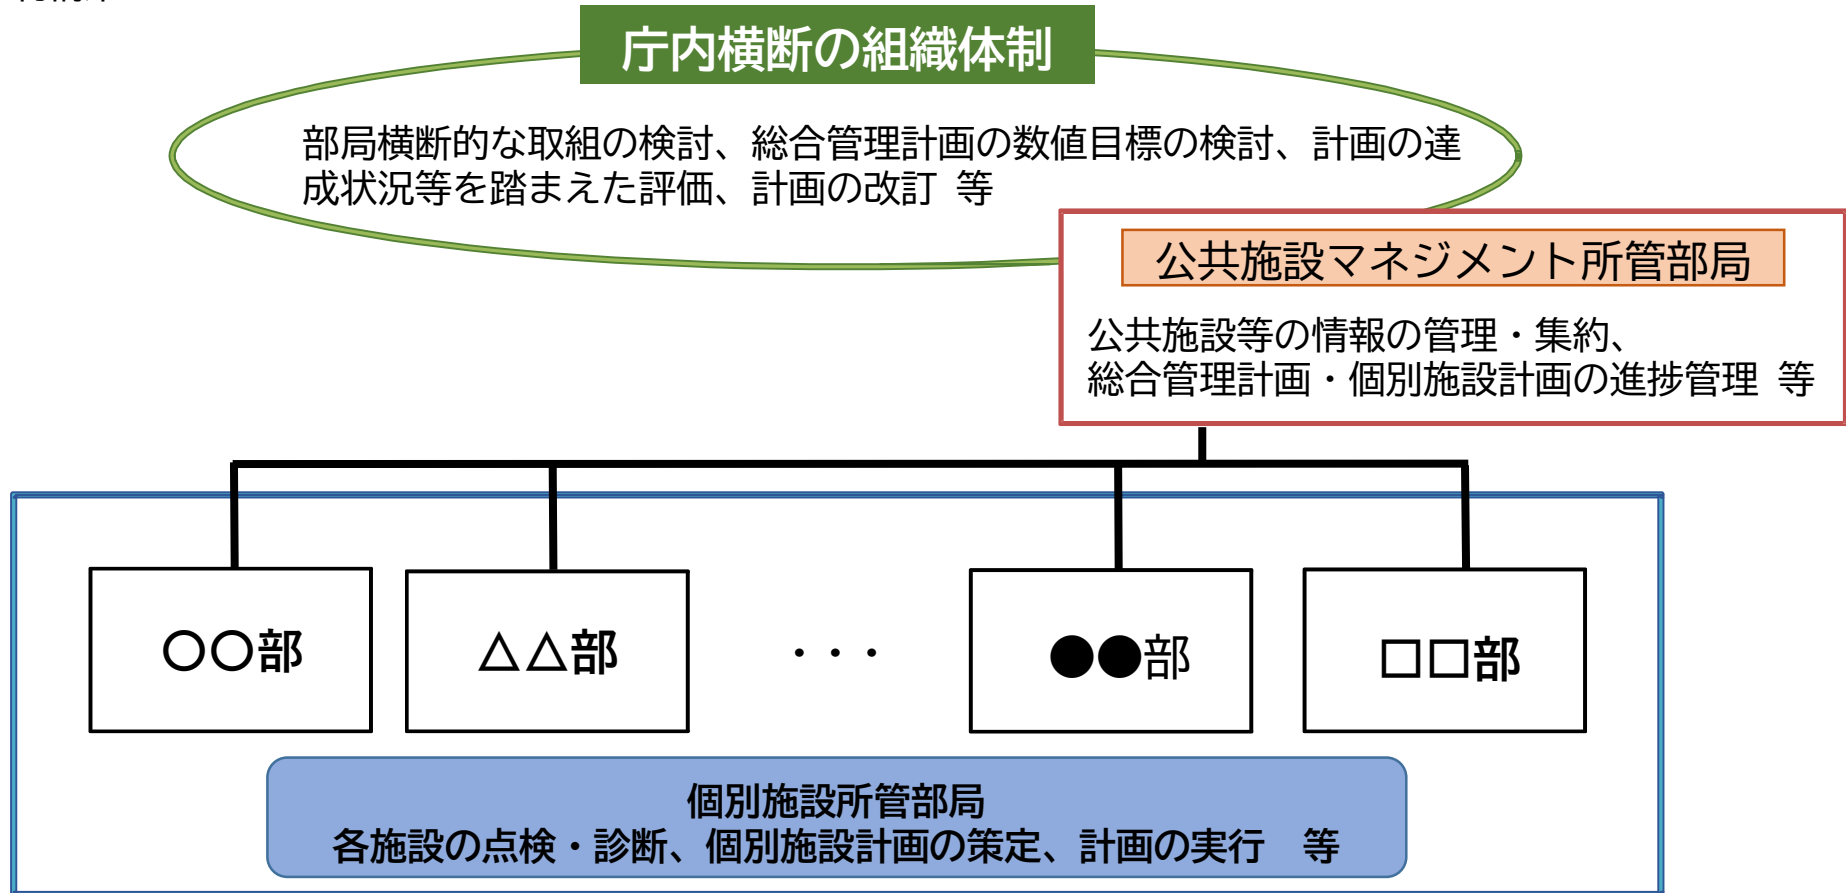 庁内横断の組織体制
部局横断的な取組の検討、総合管理計画の数値目標の検討、計画の達
成状況等を踏まえた評価、計画の改訂 等
公共施設マネジメント所管部局
公共施設等の情報の管理・集約、
総合管理計画・個別施設計画の進捗管理 等
〇〇部
△△部
・・・
●●部
□□部
個別施設所管部局
各施設の点検・診断、個別施設計画の策定、計画の実行　等